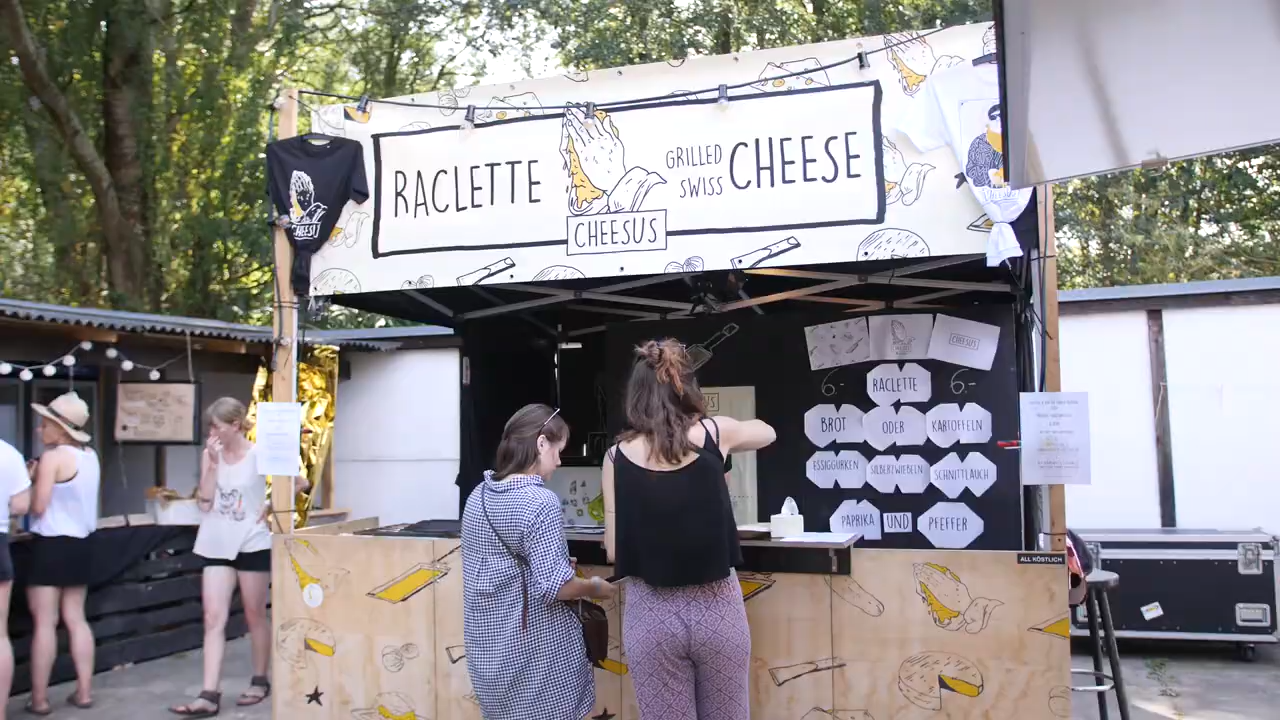 RACLETTE
GRILLED
SWISS
CHEESE
CHEESUS
CHEESUS
6.-
RACLETTE
6.-
BROT
ODER
KARTOFFELN
ESSIGGURKEN
SILBERZWIEBELN
SCHNITTLAUCH
PAPRIKA
UND
PFEFFER
ALL KÖSTLICH